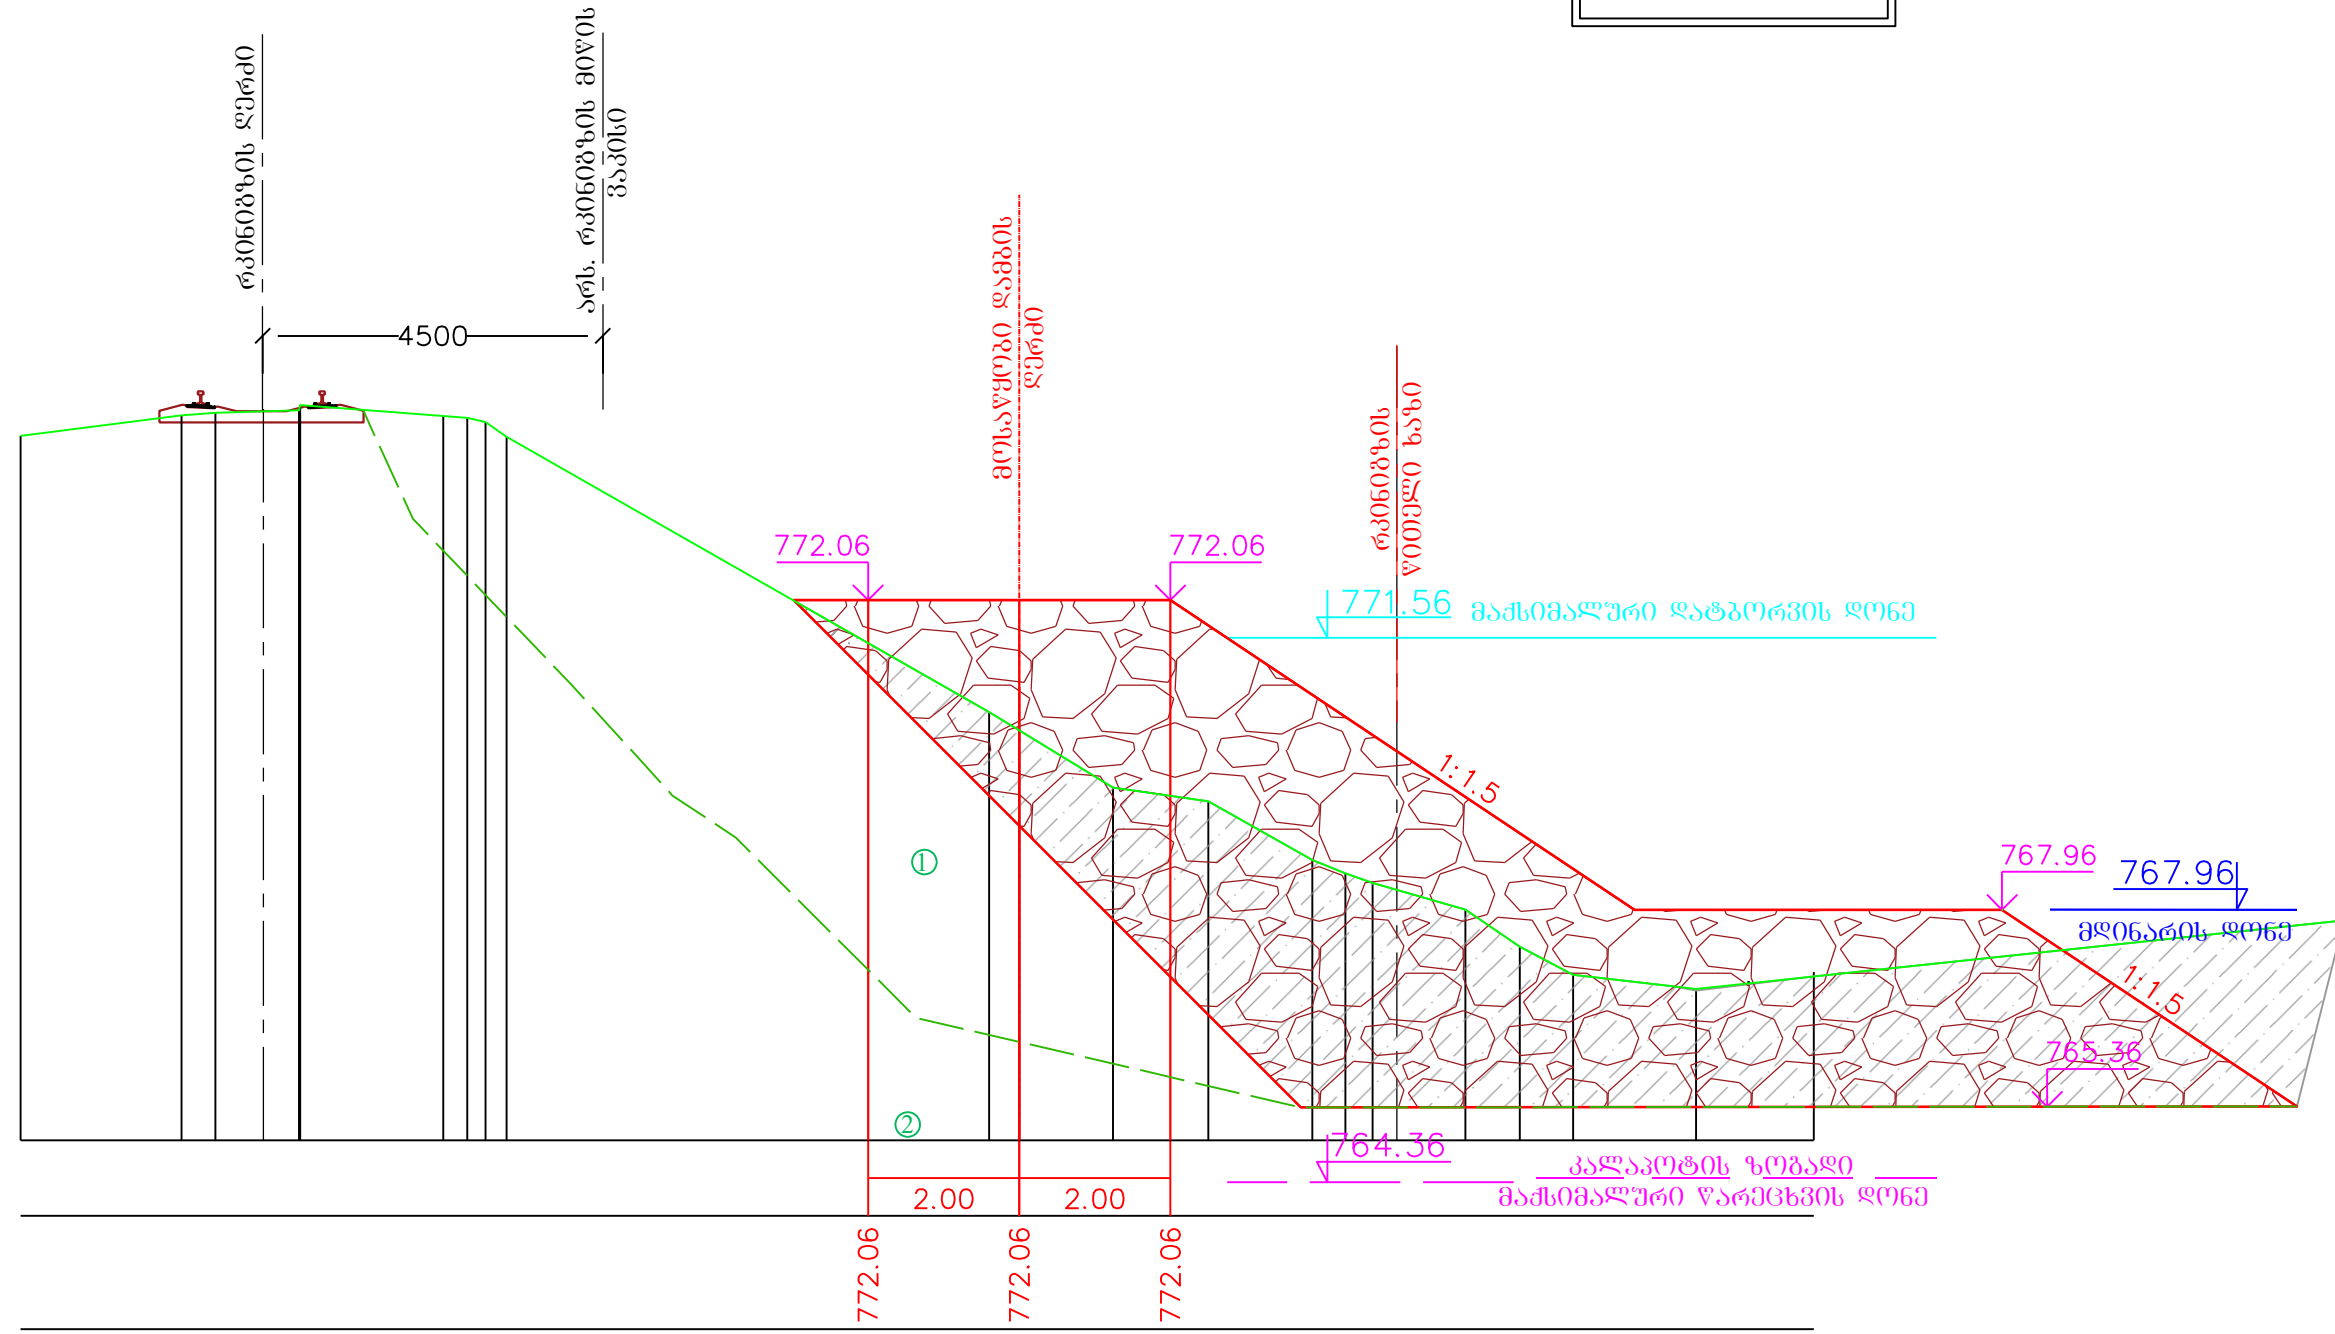 რკინიგზის ღერძი
არს. რკინიგზის მიწის
ვაკისი
4500
მოსაწყობი დამბის
ღერძი
რკინიგზის
წითელი ხაზი
772.06
772.06
771.56 მაქსიმალური დატბორვის დონე
1:1.5
767.96
767.96
მდინარის დონე
1:1.5
765.36
1
2
764.36
კალაპოტის ზოგადი
მაქსიმალური წარეცხვის დონე
2.00
2.00
772.06
772.06
772.06